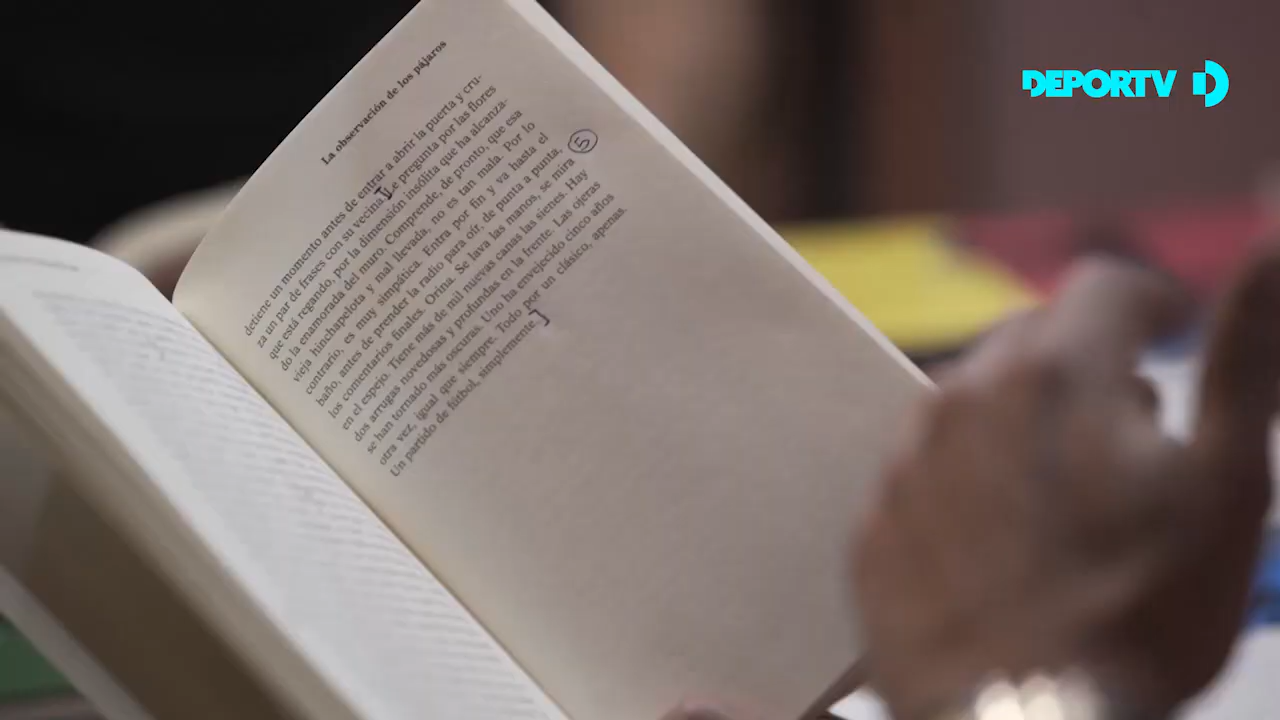 DEPORTV
La observación de los pájaros
detiene un momento antes de entrar a abrir la puerta y cru-
za un par de frases con su vecina. Le pregunta por las flores
que está regando, por la dimensión insólita que ha alcanza-
do la enamorada del muro. Comprende, de pronto, que esa
vieja hinchapelota y mal llevada, no es tan mala. Por lo
contrario, es muy simpática. Entra por fin y va hasta el
baño, antes de prender la radio para oír, de punta a punta,
los comentarios finales. Orina. Se lava las manos, se mira
en el espejo. Tiene más de mil nuevas canas las sienes. Hay
dos arrugas novedosas y profundas en la frente. Las ojeras
se han tornado más oscuras. Uno ha envejecido cinco años
otra vez, igual que siempre. Todo por un clásico, apenas.
Un partido de fútbol, simplemente.
5